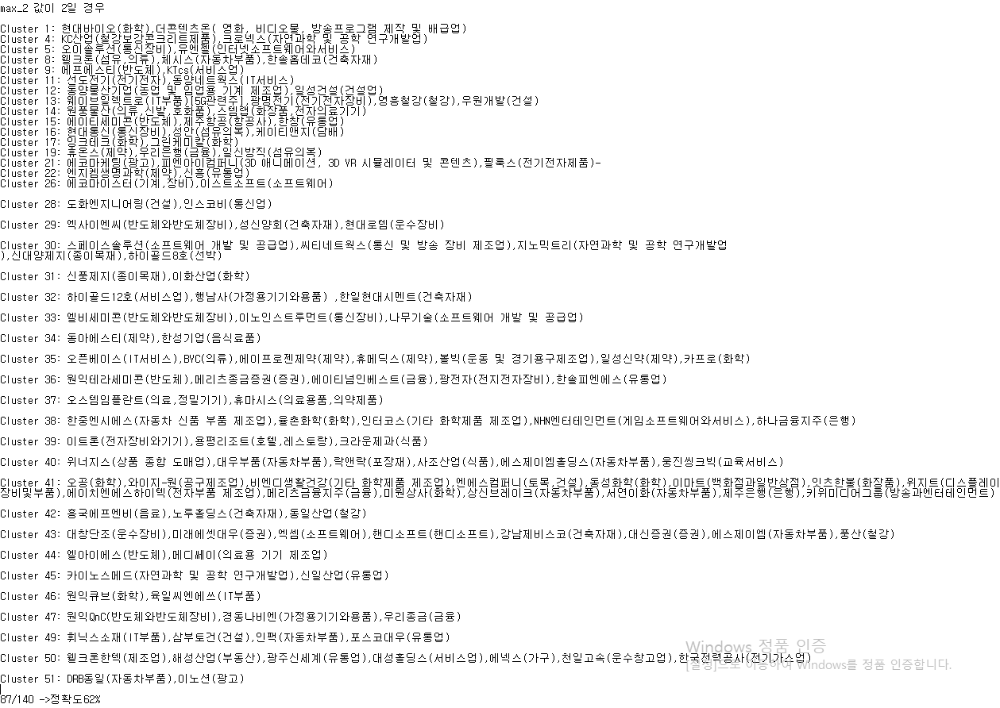 max_2 값이 2일 경우
Cluster 1: 현대바이오(화학),더콘텐츠온( 영화, 비디오물, 방송프로그램 제작 및 배급업)
Cluster 4: KC산업(철강보강콘크리트제품),크로넥스(자연과학 및 공학 연구개발업)
Cluster 5: 오이솔루션(통신장비),유엔젤(인터넷소프트웨어와서비스)
Cluster 8: 웰크론(섬유,의류),체시스(자동차부품),한솔홈데코(건축자재)
Cluster 9: 에프에스티(반도체),KTcs(서비스업)
Cluster 11: 선도전기(전기전자),동양네트웍스(IT서비스)
Cluster 12: 동양물산기업(농업 및 임업용 기계 제조업),일성건설(건설업)
Cluster 13: 웨이브일렉트로(IT부품)[5G관련주],광명전기(전기전자장비),영흥철강(철강),우원개발(건설)
Cluster 14: 원풍물산(의류,신발,호화품),스템랩(화장품,전자의료기기)
Cluster 15: 에이티세미콘(반도체),제주항공(항공사),한창(유통업)
Cluster 16: 현대통신(통신장비),성안(섬유의복),케이티앤지(담배)
Cluster 17: 잉크테크(화학),그린케미칼(화학)
Cluster 19: 휴온스(제약),우리은행(금융),일신방직(섬유의복)
Cluster 21: 에코마케팅(광고),피엔아이컴퍼니(3D 애니메이션, 3D VR 시뮬레이터 및 콘텐츠),필룩스(전기전자제품)-
Cluster 22: 엔지켐생명과학(제약),신흥(유통업)
Cluster 26: 에코마이스터(기계,장비),이스트소프트(소프트웨어)
Cluster 28: 도화엔지니어링(건설),인스코비(통신업)
Cluster 29: 엑사이엔씨(반도체와반도체장비),성신양회(건축자재),현대로템(운수장비)
Cluster 30: 스페이스솔루션(소프트웨어 개발 및 공급업),씨티네트웍스(통신 및 방송 장비 제조업),지노믹트리(자연과학 및 공학 연구개발업
),신대양제지(종이목재),하이골드8호(선박)
Cluster 31: 신풍제지(종이목재),이화산업(화학)
Cluster 32: 하이골드12호(서비스업),행남사(가정용기기와용품) ,한일현대시멘트(건축자재)
Cluster 33: 엘비세미콘(반도체와반도체장비),이노인스트루먼트(통신장비),나무기술(소프트웨어 개발 및 공급업)
Cluster 34: 동아에스티(제약),한성기업(음식료품)
Cluster 35: 오픈베이스(IT서비스),BYC(의류),에이프로젠제약(제약),휴메딕스(제약),볼빅(운동 및 경기용구제조업),일성신약(제약),카프로(화학)
Cluster 36: 원익테라세미콘(반도체),메리츠종금증권(증권),에이티넘인베스트(금융),광전자(전지전자장비),한솔피엔에스(유통업)
Cluster 37: 오스템임플란트(의료,정밀기기),휴마시스(의료용품,의약제품)
Cluster 38: 한중엔시에스(자동차 신품 부품 제조업),율촌화학(화학),인터코스(기타 화학제품 제조업),NHN엔터테인먼트(게임소프트웨어와서비스),하나금융지주(은행)
Cluster 39: 이트론(전자장비와기기),용평리조트(호텔,레스토랑),크라운제과(식품)
Cluster 40: 위너지스(상품 종합 도매업),대우부품(자동차부품),락앤락(포장재),사조산업(식품),에스제이엠홀딩스(자동차부품),웅진씽크빅(교육서비스)
Cluster 41: 오공(화학),와이지-원(공구제조업),비엔디생활건강(기타 화학제품 제조업),엔에스컴퍼니(토목,건설),동성화학(화학),이마트(백화점과일반상점),잇츠한불(화장품),위지트(디스플레이
장비및부품),에이치엔에스하이텍(전자부품 제조업),메리츠금융지주(금융),미원상사(화학),상신브레이크(자동차부품),서연이화(자동차부품),제주은행(은행),키위미디어그룹(방송과엔터테인먼트)
Cluster 42: 흥국에프엔비(음료),노루홀딩스(건축자재),동일산업(철강)
Cluster 43: 대창단조(운수장비),미래에셋대우(증권),엑셈(소프트웨어),핸디소프트(핸디소프트),강남제비스코(건축자재),대신증권(증권),에스제이엠(자동차부품),풍산(철강)
Cluster 44: 엘아이에스(반도체),메디쎄이(의료용 기기 제조업)
Cluster 45: 카이노스메드(자연과학 및 공학 연구개발업),신일산업(유통업)
Cluster 46: 원익큐브(화학),육일씨엔에쓰(IT부품)
Cluster 47: 원익QnC(반도체와반도체장비),경동나비엔(가정용기기와용품),우리종금(금융)
Cluster 49: 휘닉스소재(IT부품),삼부토건(건설),인팩(자동차부품),포스코대우(유통업)
Cluster 50: 웰크론한텍(제조업),해성산업(부동산),광주신세계(유통업),대성홀딩스(서비스업),에넥스(가구),천일고속(운수창고업),한국전력공사(전기가스업)
Cluster 51: DRB동일(자동차부품),이노션(광고)
87/140 ->정확도62%
Windows 정품 인증
[설정]으로 이동하여 Windows를 정품 인증합니다.